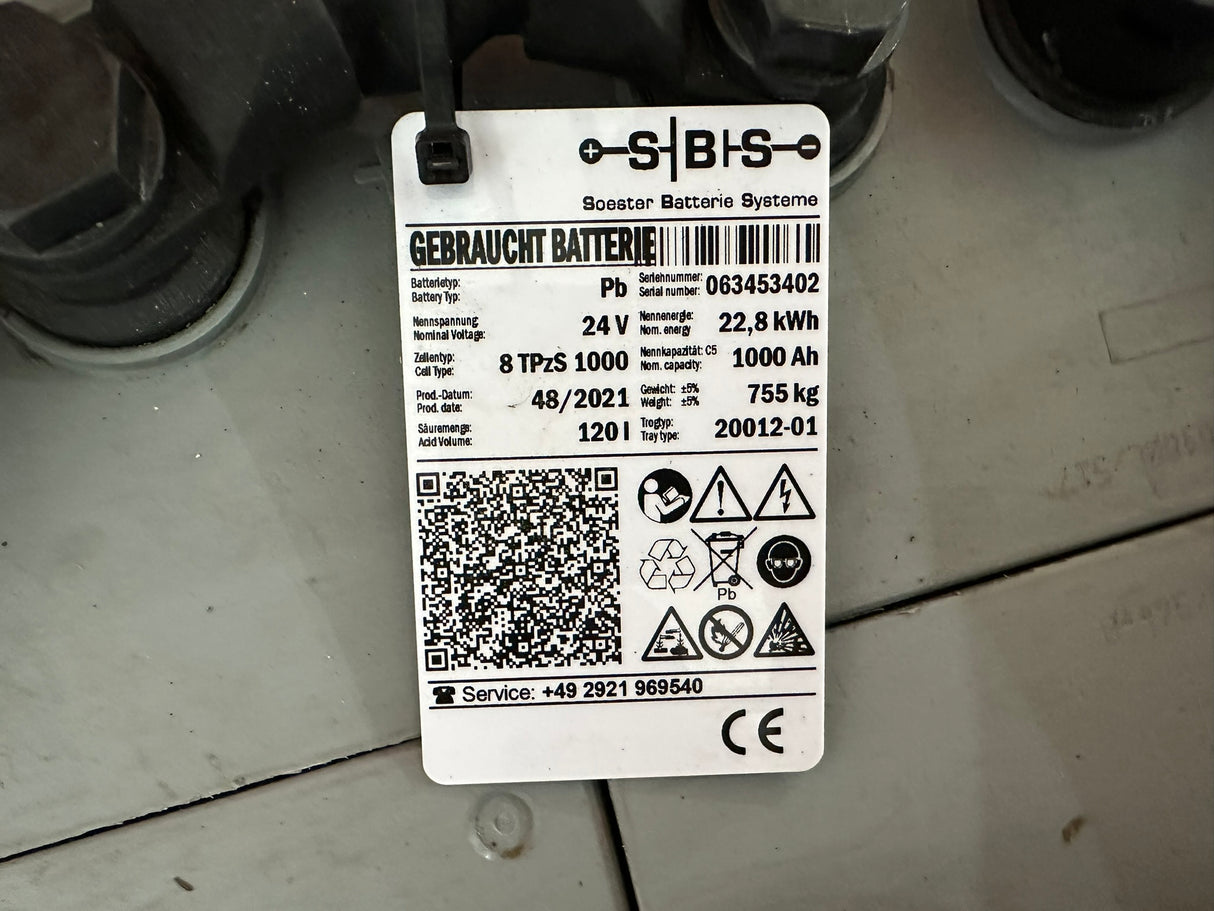 S|B|S
Soester Batterie Systeme
GEBRAUCHT BATTERIE
Batterietyp:
Battery Typ:
Pb
Seriehnummer:
Serial number:
063453402
Nennspannung
Nominal Voltage:
24 V
Nennenergie:
Nom. energy
22,8 kWh
Zellentyp:
Cell Type:
8 TPzS 1000
Nennkapazität: C5
Nom. capacity:
1000 Ah
Prod.-Datum:
Prod. date:
48/2021
Gewicht: ±5%
Weight: ±5%
755 kg
Säuremenge:
Acid Volume:
120 l
Trogtyp:
Tray type:
20012-01
Pb
Service: +49 2921 969540
CE